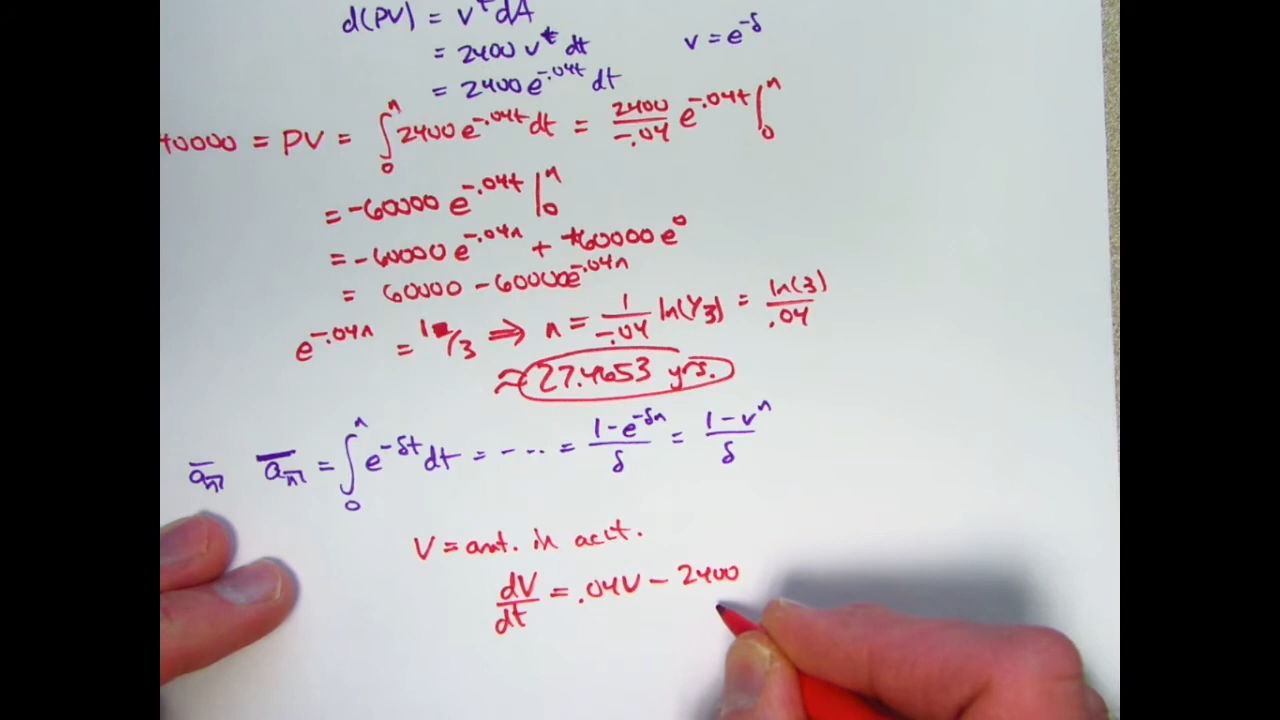 d(PV) = v^t dA
= 2400 v^t dt v = e^-δ
= 2400 e^-.04t dt
40000 = PV = ∫_0^n 2400 e^-.04t dt = 2400/-.04 e^-.04t |_0^n
= -60000 e^-.04t |_0^n
= -60000 e^-.04n + +60000 e^0
= 60000 - 60000 e^-.04n
e^-.04n = 1/3 ⇒ n = 1/-.04 ln(1/3) = ln(3)/.04
≈ 27.4653 yrs.
a̅_n̅| a̅_n̅| = ∫_0^n e^-δt dt = --.. = 1-e^-δn/δ = 1-v^n/δ
V = amt. in acct.
dV/dt = .04V - 2400